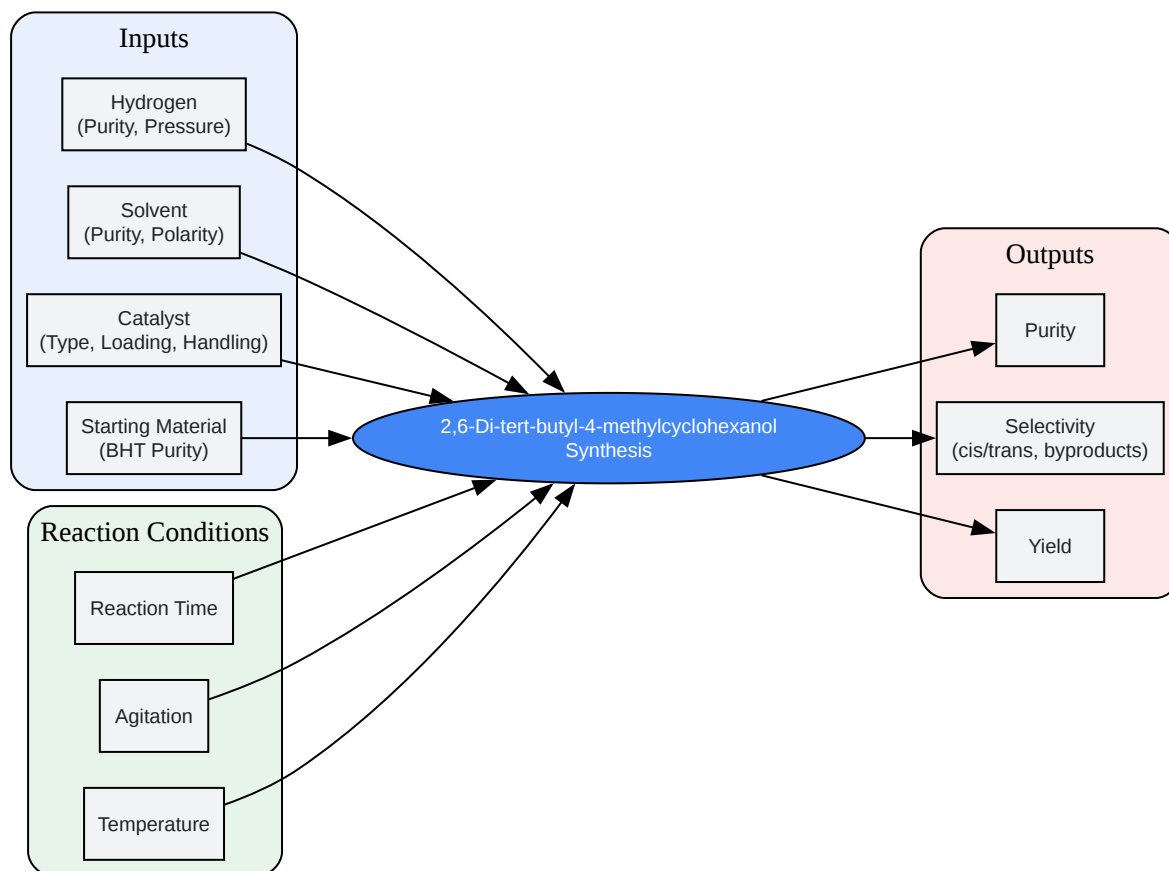 Inputs
Hydrogen
(Purity, Pressure)
Solvent
(Purity, Polarity)
Catalyst
(Type, Loading, Handling)
Starting Material
(BHT Purity)
Reaction Conditions
Reaction Time
Agitation
Temperature
2,6-Di-tert-butyl-4-methylcyclohexanol
Synthesis
Outputs
Purity
Selectivity
(cis/trans, byproducts)
Yield